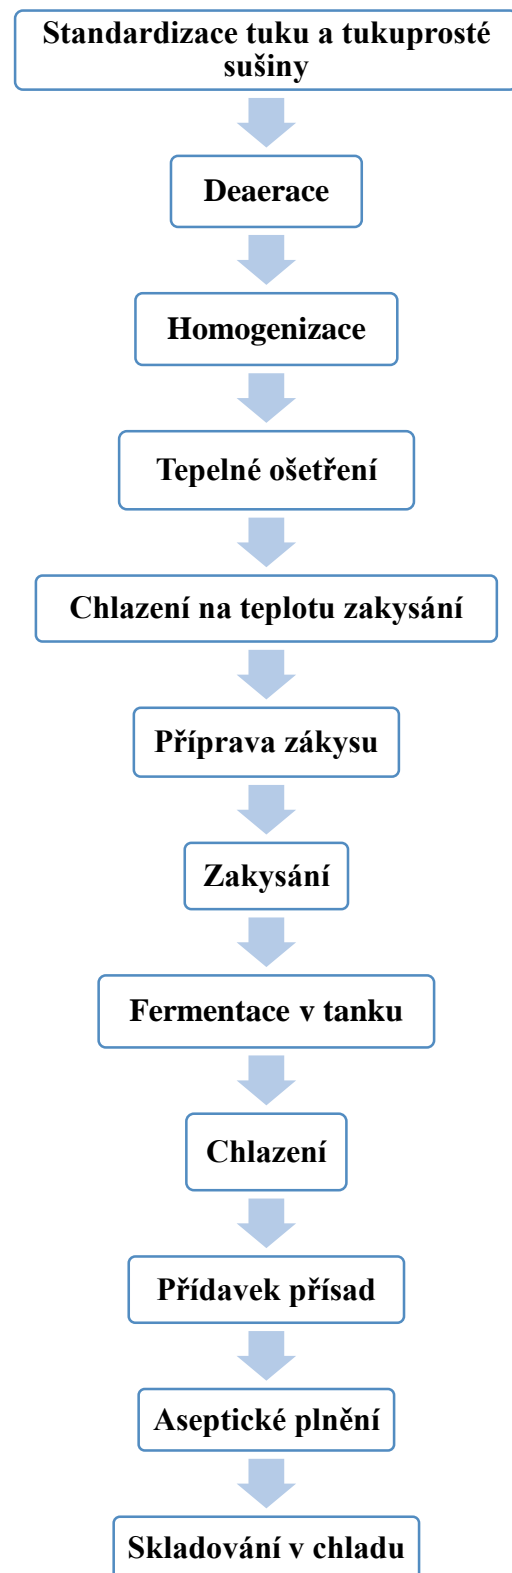 Standardizace tuku a tukuprosté
sušiny
Deaerace
Homogenizace
Tepelné ošetření
Chlazení na teplotu zakysání
Příprava zákysu
Zakysání
Fermentace v tanku
Chlazení
Přídavek přísad
Aseptické plnění
Skladování v chladu